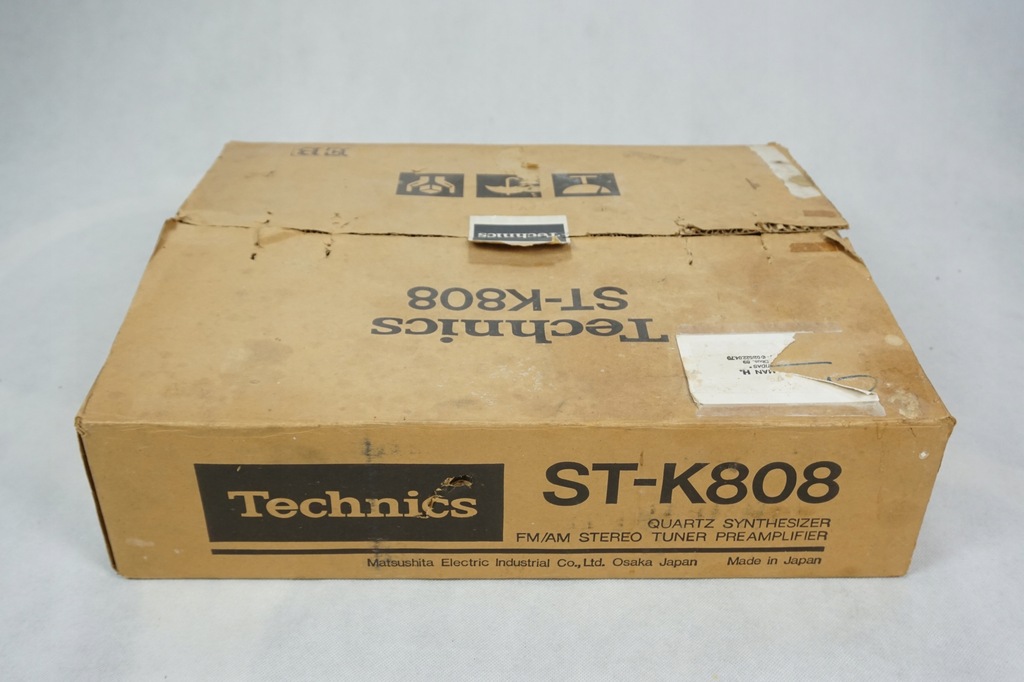 Technics
Technics
ST-K808
HAN H.
Technics
ST-K808
QUARTZ SYNTHESIZER
FM/AM STEREO TUNER PREAMPLIFIER
Matsushita Electric Industrial Co.,Ltd. Osaka Japan Made in Japan